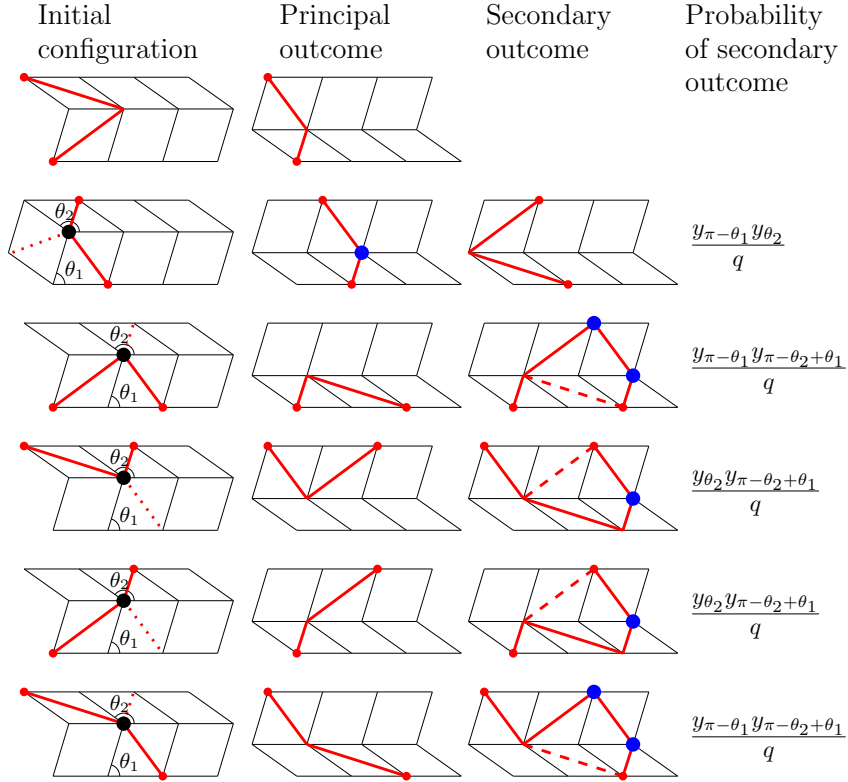 Initial configuration
Principal outcome
Secondary outcome
Probability of secondary outcome
θ₂
θ₁
y_{π−θ₁} y_{θ₂} / q
θ₂
θ₁
y_{π−θ₁} y_{π−θ₂+θ₁} / q
θ₂
θ₁
y_{θ₂} y_{π−θ₂+θ₁} / q
θ₂
θ₁
y_{θ₂} y_{π−θ₂+θ₁} / q
θ₂
θ₁
y_{π−θ₁} y_{π−θ₂+θ₁} / q